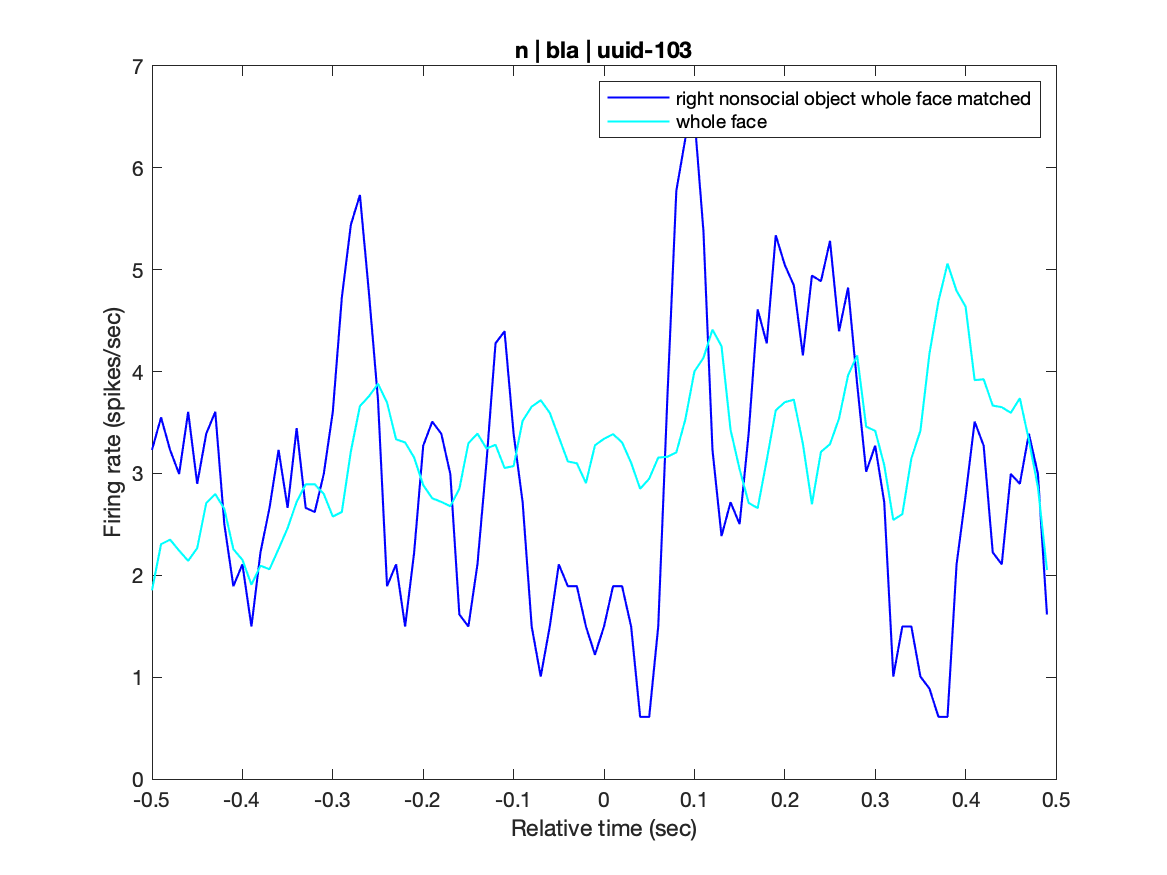 n | bla | uuid-103
right nonsocial object whole face matched
whole face
7
6
5
4
3
2
1
0
Firing rate (spikes/sec)
-0.5 -0.4 -0.3 -0.2 -0.1 0 0.1 0.2 0.3 0.4 0.5
Relative time (sec)